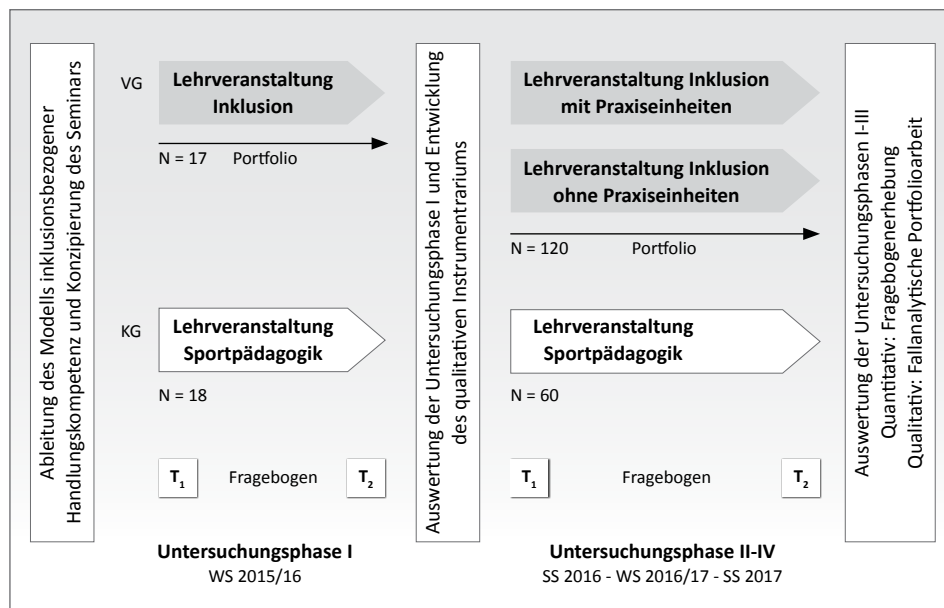 Ableitung des Modells inklusionsbezogener
Handlungskompetenz und Konzipierung des Seminars
VG
Lehrveranstaltung
Inklusion
N = 17 Portfolio
KG
Lehrveranstaltung
Sportpädagogik
N = 18
T1 Fragebogen T2
Untersuchungsphase I
WS 2015/16
Auswertung der Untersuchungsphase I und Entwicklung
des qualitativen Instrumentrariums
Lehrveranstaltung Inklusion
mit Praxiseinheiten
Lehrveranstaltung Inklusion
ohne Praxiseinheiten
N = 120 Portfolio
Lehrveranstaltung
Sportpädagogik
N = 60
T1 Fragebogen T2
Untersuchungsphase II-IV
SS 2016 - WS 2016/17 - SS 2017
Auswertung der Untersuchungsphasen I-III
Quantitativ: Fragebogenerhebung
Qualitativ: Fallanalytische Portfolioarbeit